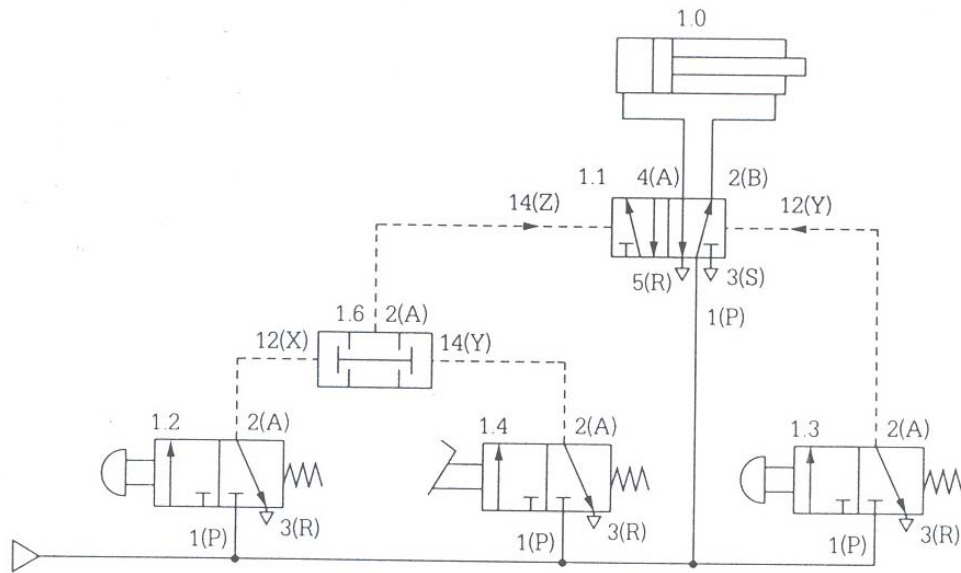 1.0
1.1 4(A) 2(B)
14(Z) 12(Y)
5(R) 3(S)
1(P)
1.6 2(A)
12(X) 14(Y)
1.2 2(A) 1.4 2(A) 1.3 2(A)
3(R) 3(R) 3(R)
1(P) 1(P) 1(P)